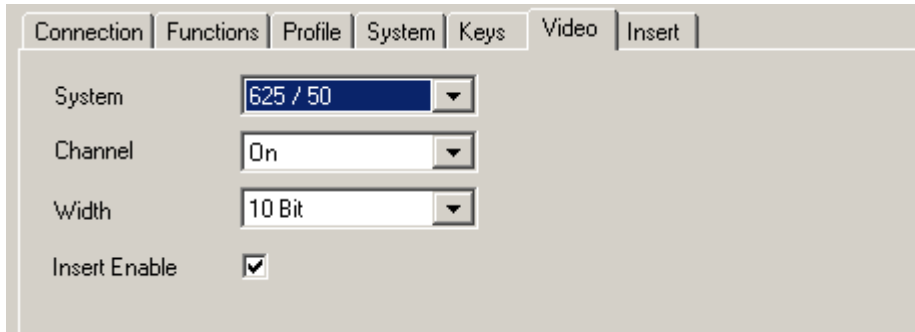 Connection Functions Profile System Keys Video Insert
System 625 / 50
Channel On
Width 10 Bit
Insert Enable